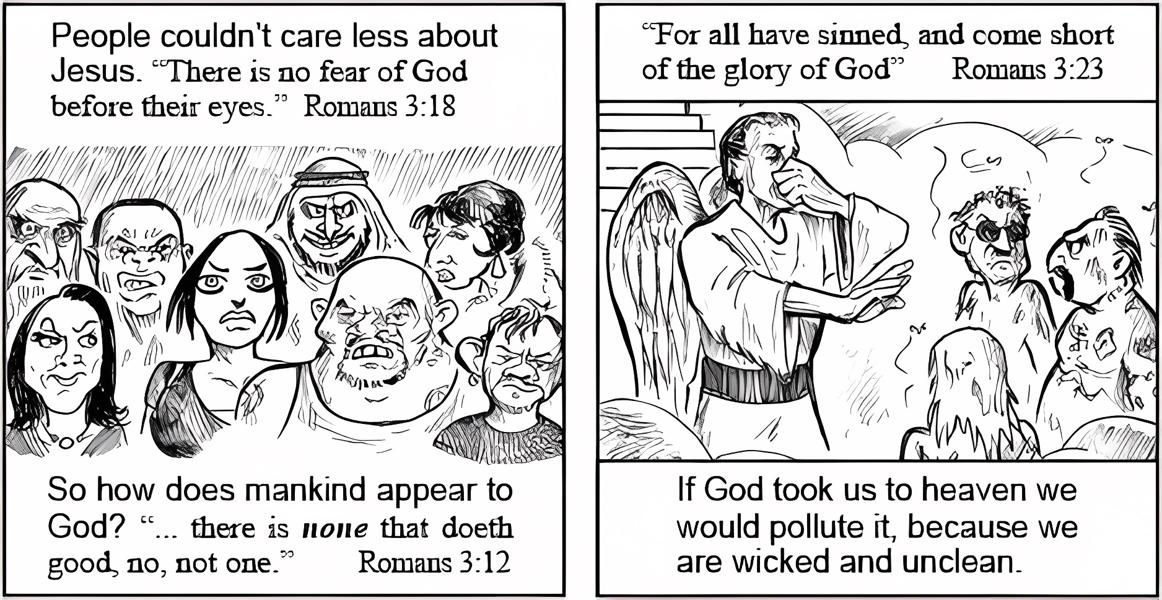 People couldn't care less about
Jesus. “There is no fear of God
before their eyes.” Romans 3:18
So how does mankind appear to
God? “... there is none that doeth
good, no, not one.” Romans 3:12
“For all have sinned, and come short
of the glory of God” Romans 3:23
If God took us to heaven we
would pollute it, because we
are wicked and unclean.